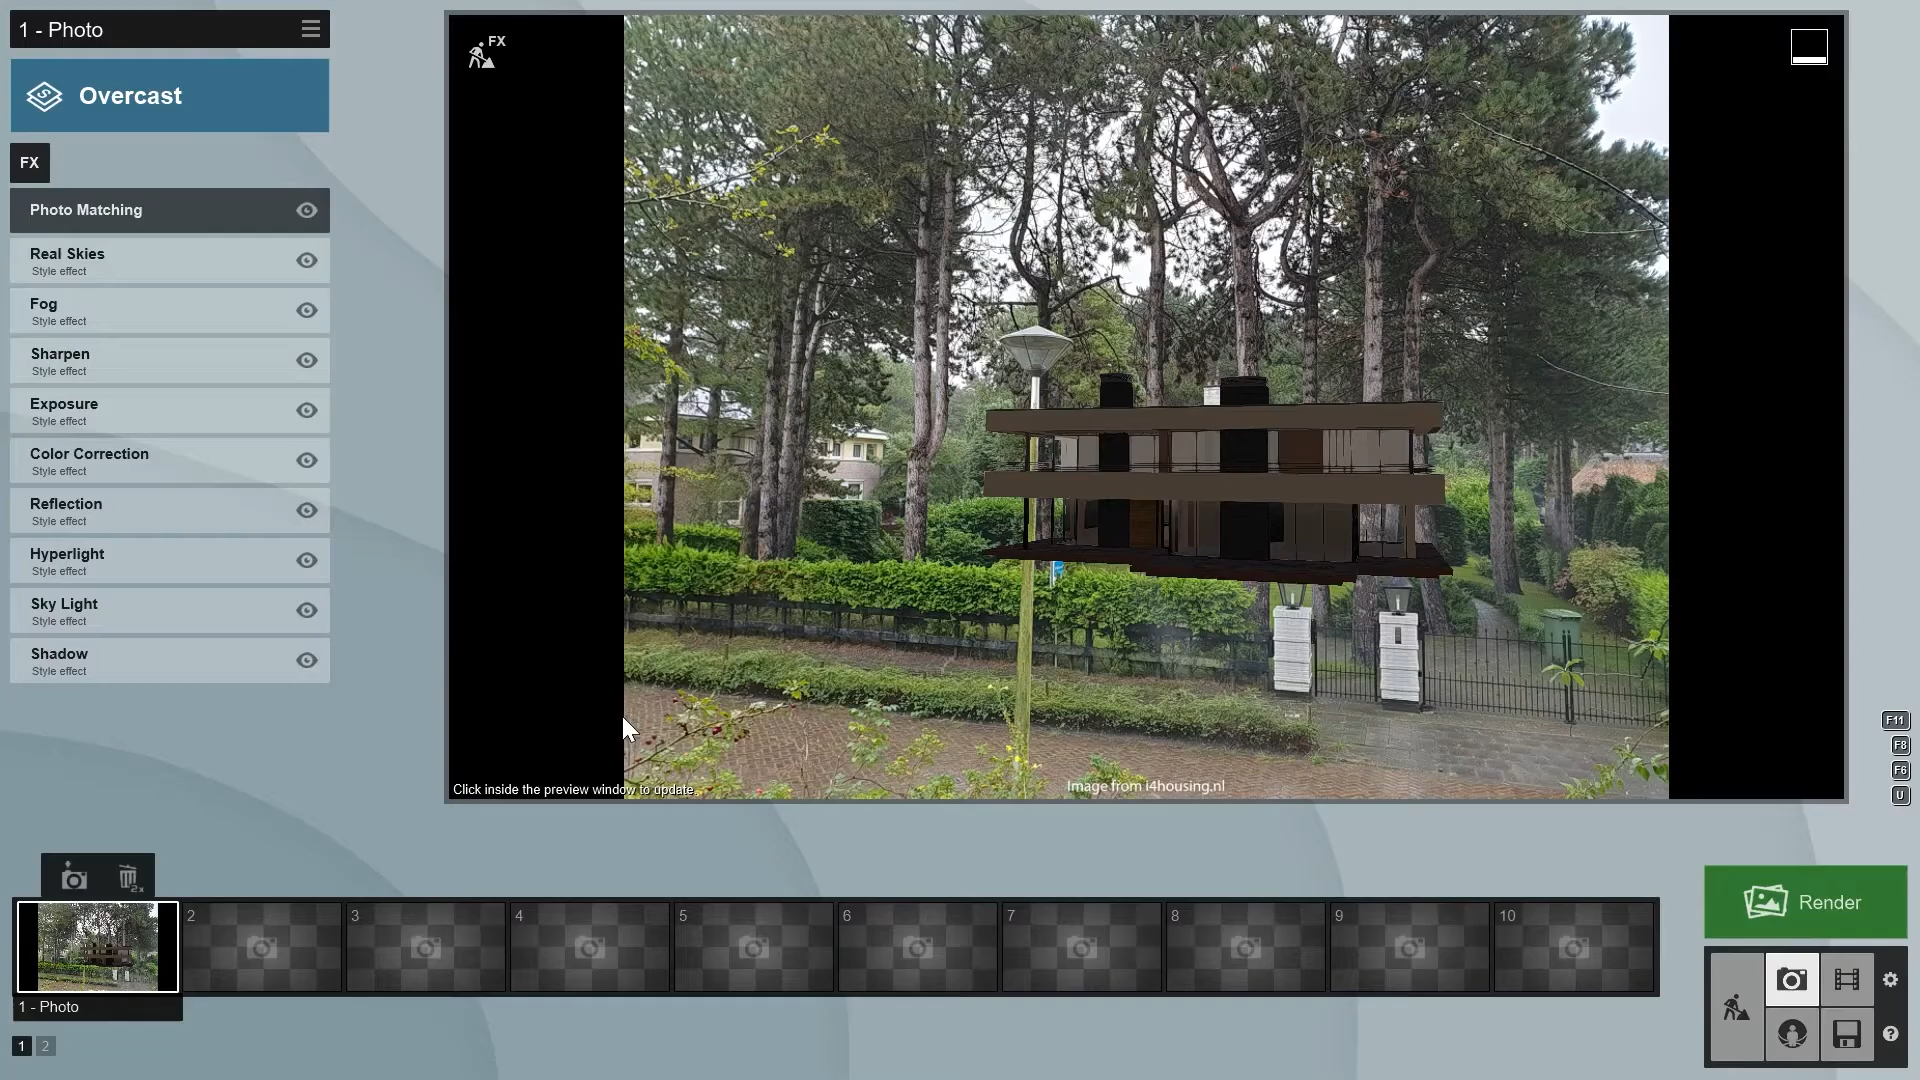 1 - Photo
Overcast
FX
Photo Matching
Real Skies
Style effect
Fog
Style effect
Sharpen
Style effect
Exposure
Style effect
Color Correction
Style effect
Reflection
Style effect
Hyperlight
Style effect
Sky Light
Style effect
Shadow
Style effect
FX
Click inside the preview window to update.
Image from i4housing.nl
F11
F8
F6
U
2x
2
3
4
5
6
7
8
9
10
1 - Photo
1 2
Render
?